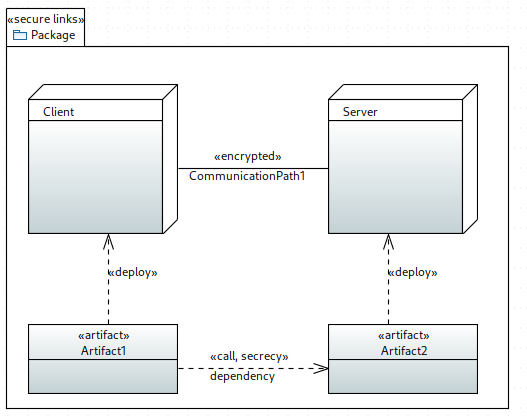 «secure links»
Package
Client
Server
«encrypted»
CommunicationPath1
«deploy»
«deploy»
«artifact»
Artifact1
«artifact»
Artifact2
«call, secrecy»
dependency